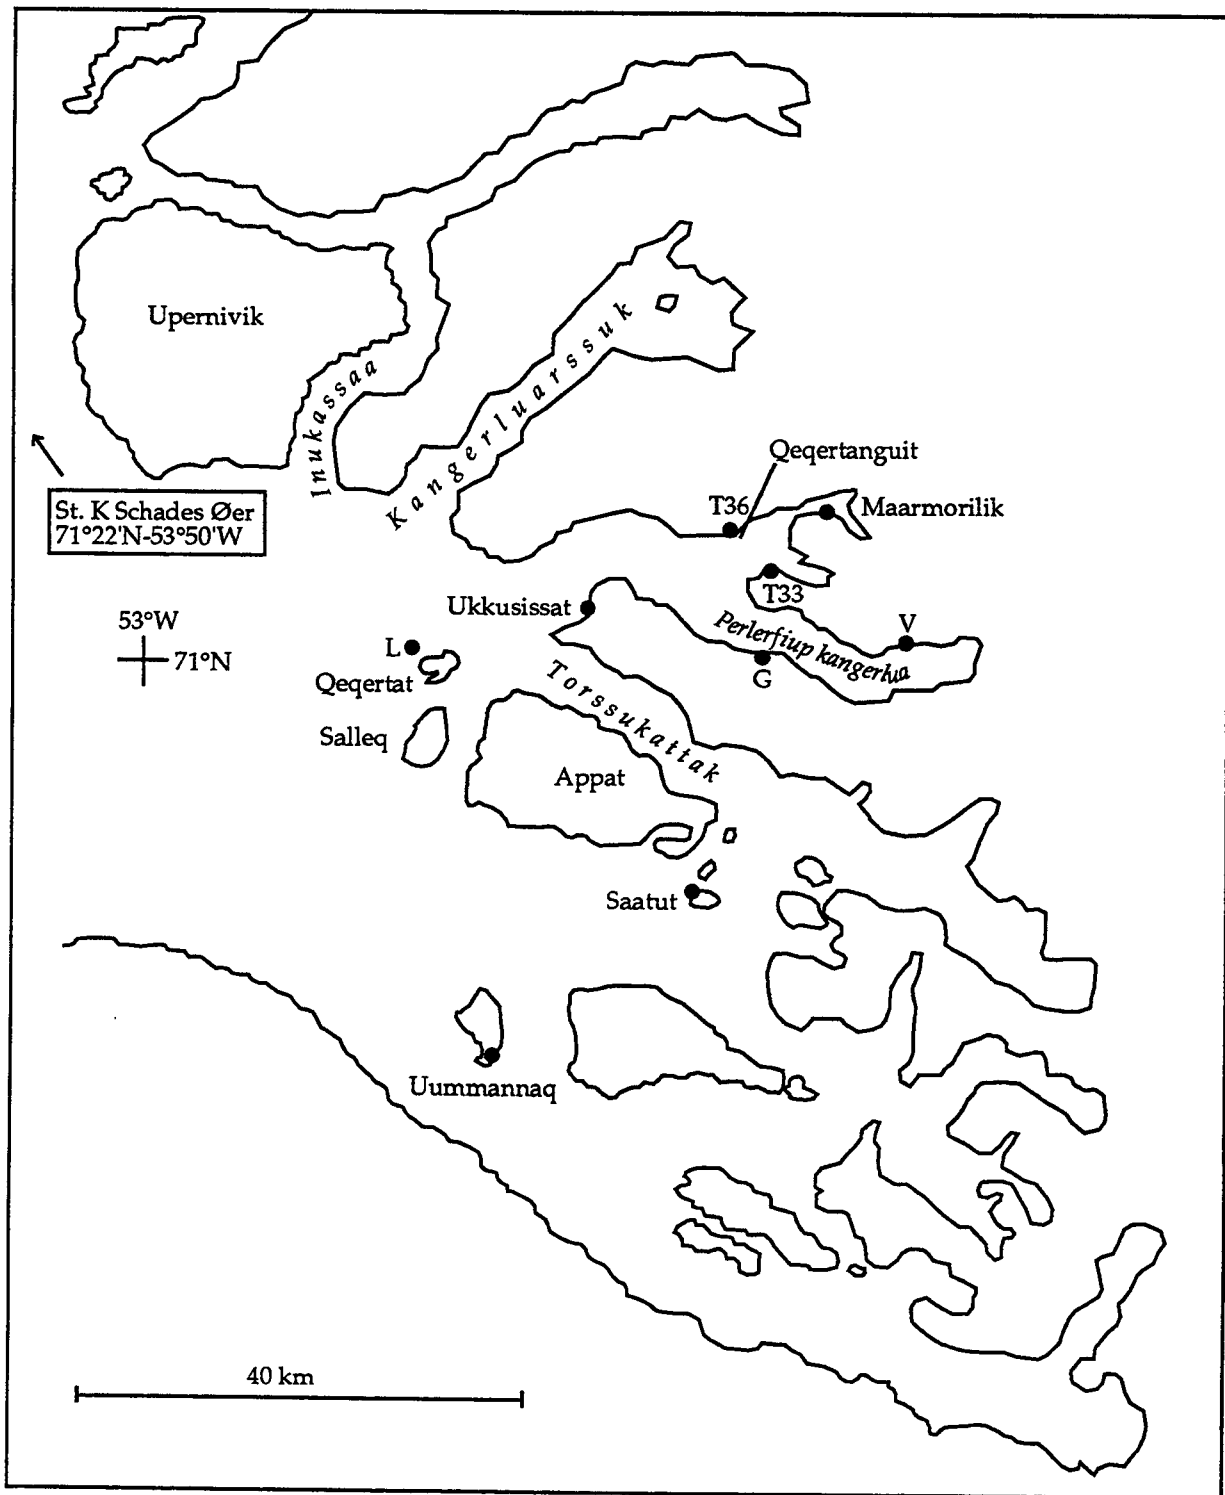 Upernivik
Inukassaa
Kangerluarssuk
Qeqertanguit
St. K Schades Øer
71°22'N-53°50'W
T36
Maarmorilik
T33
Ukkusissat
53°W
71°N
Perlerfiup kangerlua
V
L
G
Qeqertat
Torssukattak
Salleq
Appat
Saatut
Uummannaq
40 km